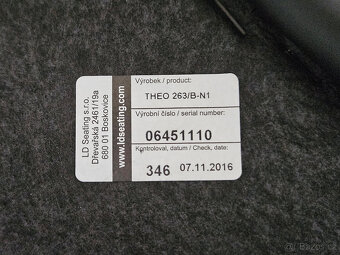 LD Seating s.r.o.
Dřevařská 2461/19a
680 01 Boskovice
www.ldseating.com
Výrobek / product:
THEO 263/B-N1
Výrobní číslo / serial number:
06451110
Kontroloval, datum / Check, date:
346 07.11.2016